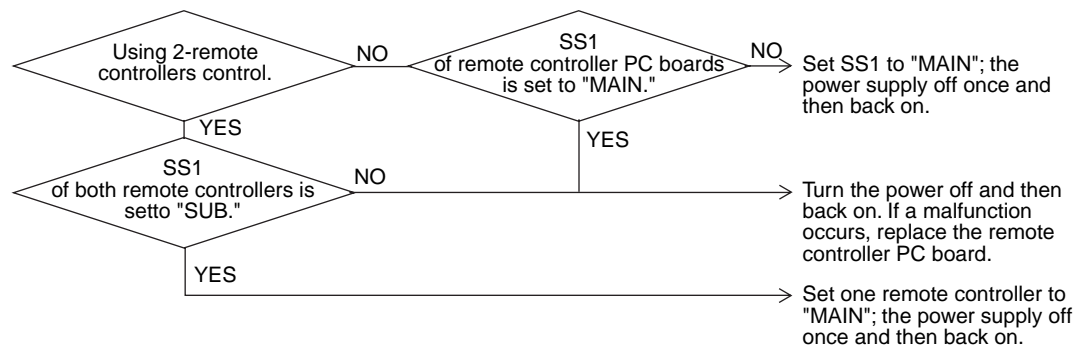 Using 2-remote
controllers control.
NO
SS1
of remote controller PC boards
is set to "MAIN."
NO
Set SS1 to "MAIN"; the
power supply off once and
then back on.
YES
YES
SS1
of both remote controllers is
setto "SUB."
NO
Turn the power off and then
back on. If a malfunction
occurs, replace the remote
controller PC board.
YES
Set one remote controller to
"MAIN"; the power supply off
once and then back on.